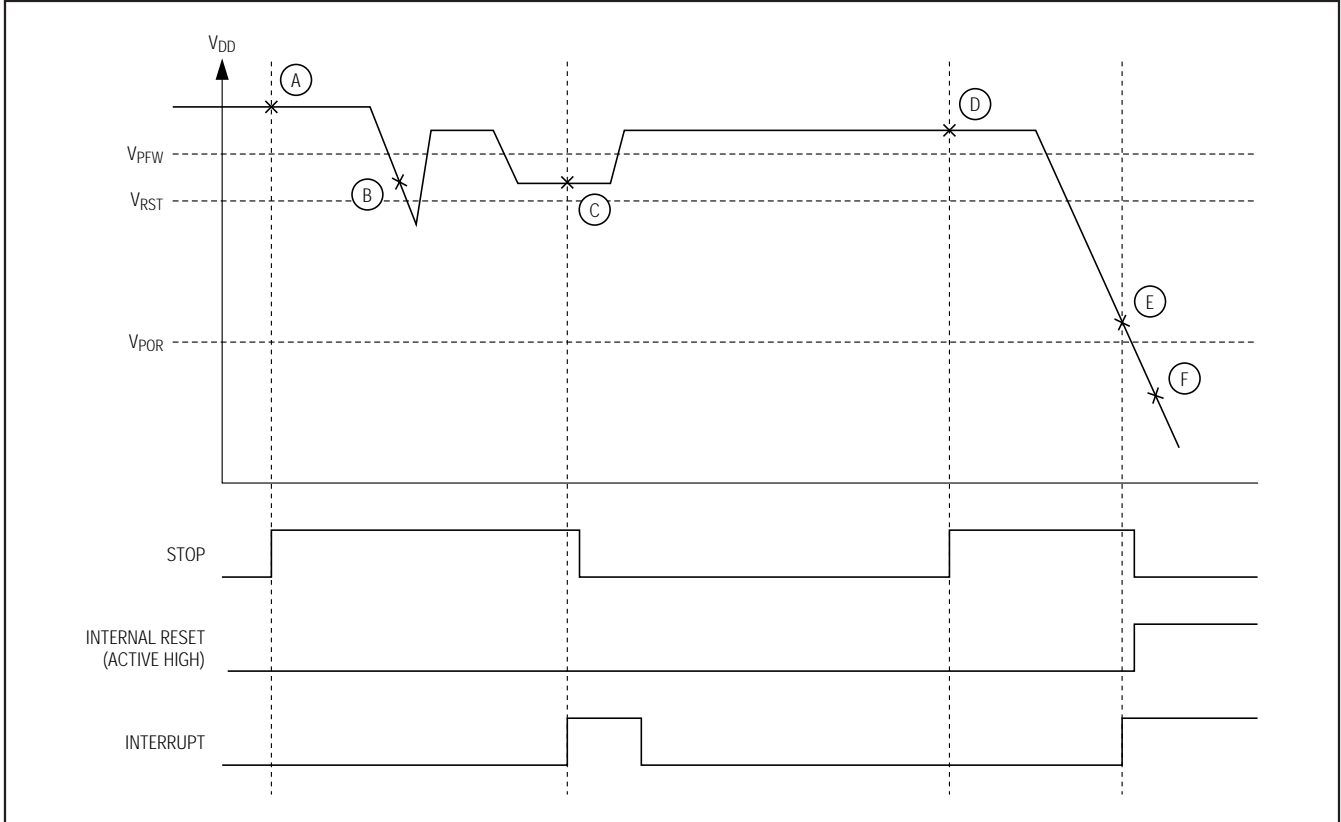 VDD
A
D
VPFW
B
VRST
C
E
VPOR
F
STOP
INTERNAL RESET
(ACTIVE HIGH)
INTERRUPT